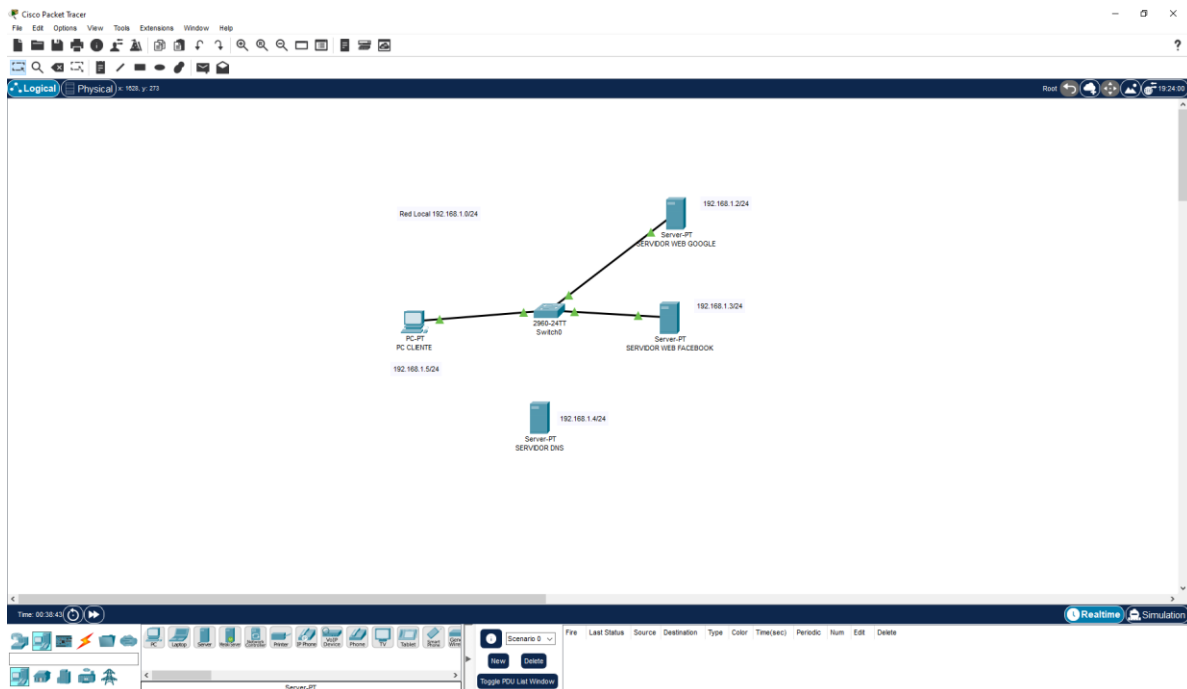 Cisco Packet Tracer
File Edit Options View Tools Extensions Window Help
?
Logical Physical x: 1628, y: 273
Root 19:24:00
Red Local 192.168.1.0/24
192.168.1.2/24
Server-PT
SERVIDOR WEB GOOGLE
192.168.1.3/24
2960-24TT
Switch0
Server-PT
SERVIDOR WEB FACEBOOK
PC-PT
PC CLIENTE
192.168.1.5/24
192.168.1.4/24
Server-PT
SERVIDOR DNS
Time: 00:38:43
Realtime Simulation
Scenario 0
Fire Last Status Source Destination Type Color Time(sec) Periodic Num Edit Delete
PC Laptop Server Printer IP Phone VoIP Device Phone TV Tablet Smart Phone
New Delete
Toggle PDU List Window
Server-PT